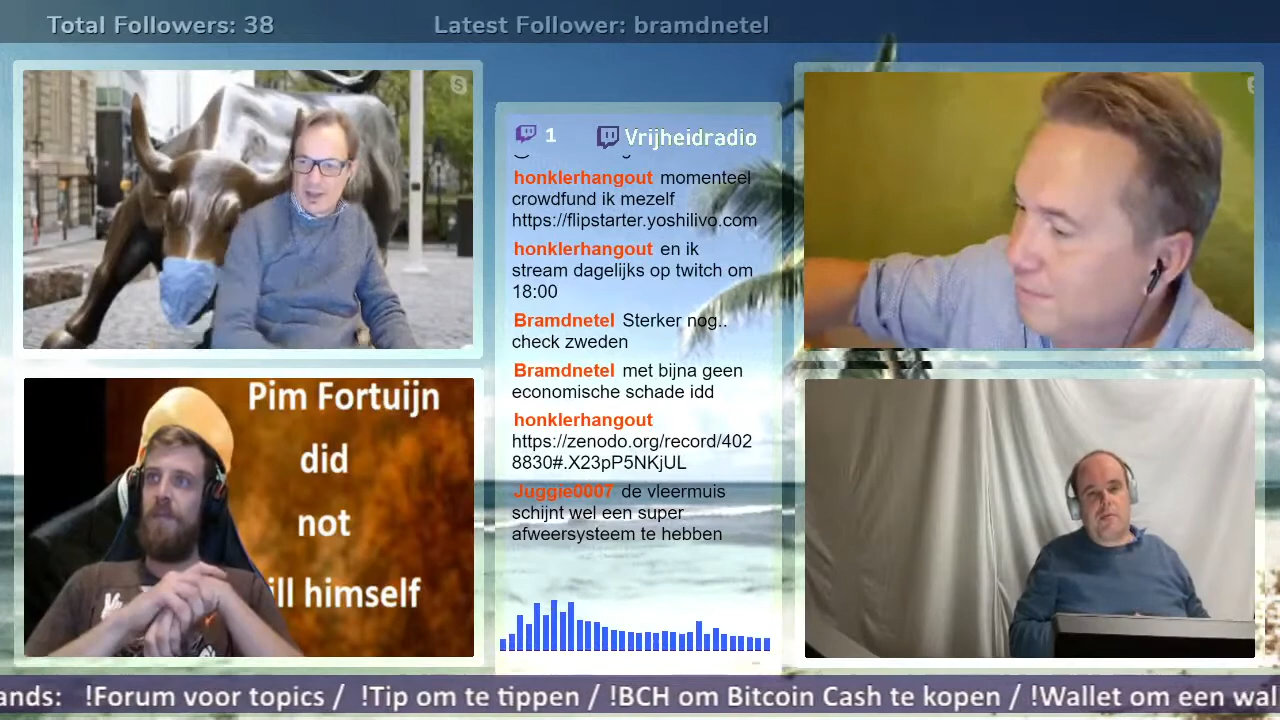 Total Followers: 38
Latest Follower: bramdnetel
1
Vrijheidradio
honklerhangout momenteel
crowdfund ik mezelf
https://flipstarter.yoshilivo.com
honklerhangout en ik
stream dagelijks op twitch om
18:00
Bramdnetel Sterker nog..
check zweden
Bramdnetel met bijna geen
economische schade idd
honklerhangout
https://zenodo.org/record/402
8830#.X23pP5NKjUL
Juggie0007 de vleermuis
schijnt wel een super
afweersysteem te hebben
Pim Fortuijn
did
not
ill himself
ands: !Forum voor topics / !Tip om te tippen / !BCH om Bitcoin Cash te kopen / !Wallet om een wal